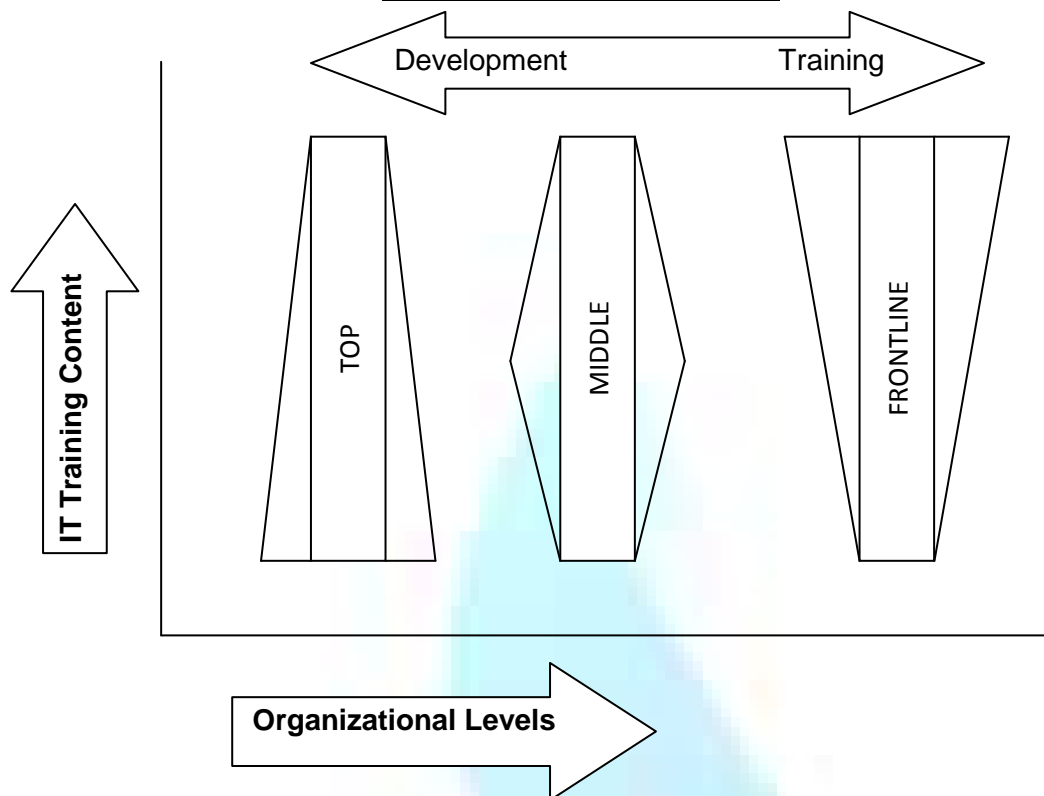 Development Training
IT Training Content
TOP
MIDDLE
FRONTLINE
Organizational Levels